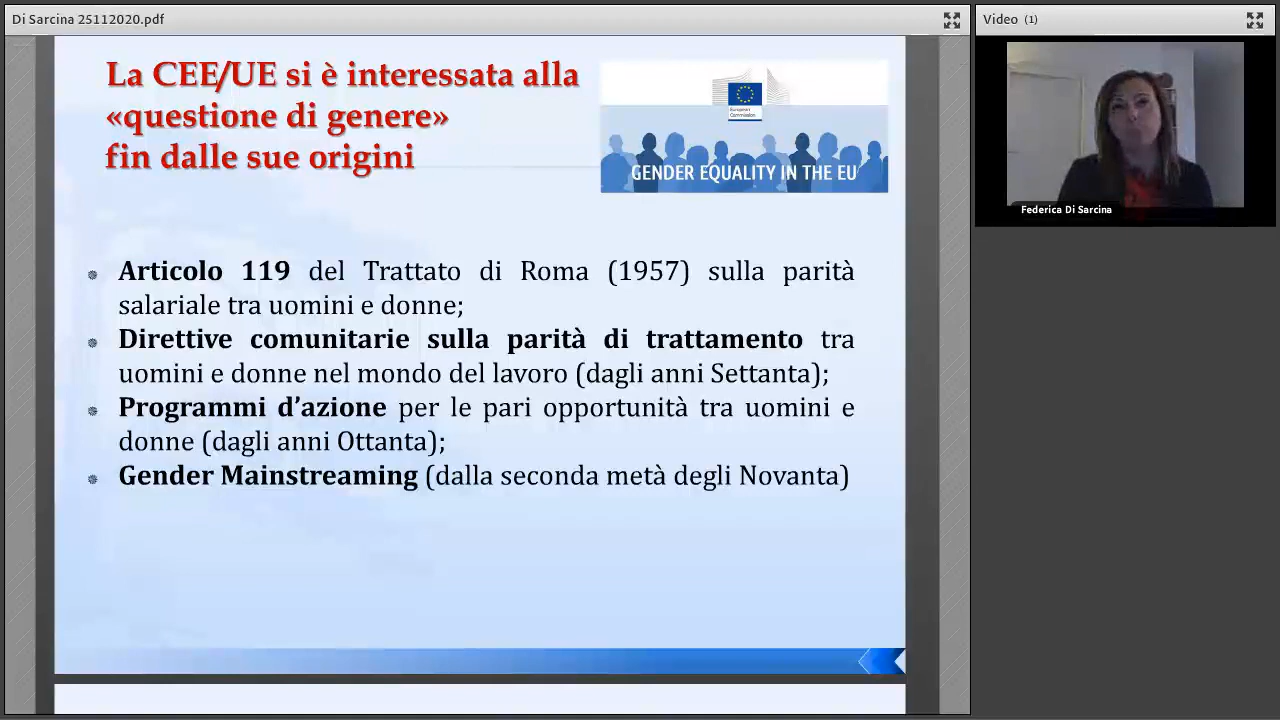 Di Sarcina 25112020.pdf
Video (1)
La CEE/UE si è interessata alla
«questione di genere»
fin dalle sue origini
European
Commission
GENDER EQUALITY IN THE EU
Federica Di Sarcina
Articolo 119 del Trattato di Roma (1957) sulla parità
salariale tra uomini e donne;
Direttive comunitarie sulla parità di trattamento tra
uomini e donne nel mondo del lavoro (dagli anni Settanta);
Programmi d’azione per le pari opportunità tra uomini e
donne (dagli anni Ottanta);
Gender Mainstreaming (dalla seconda metà degli Novanta)